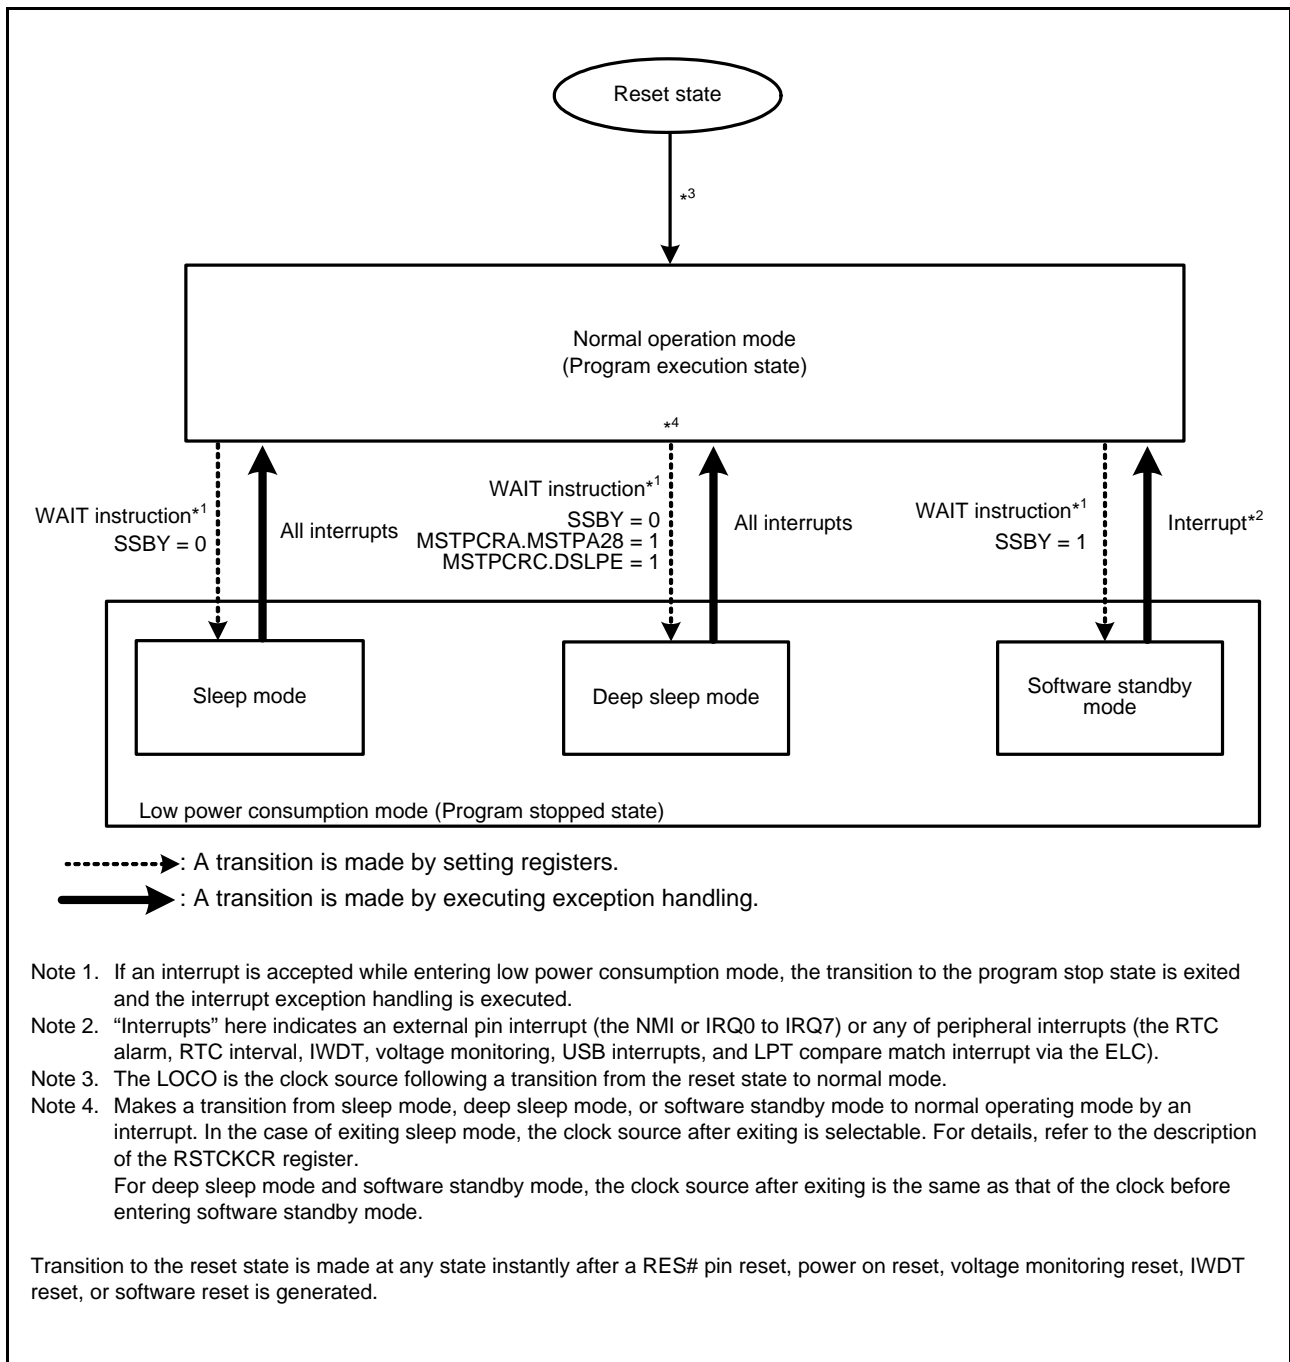 Reset state
*3
Normal operation mode
(Program execution state)
*4
WAIT instruction*1
SSBY = 0
All interrupts
WAIT instruction*1
SSBY = 0
MSTPCRA.MSTPA28 = 1
MSTPCRC.DSLPE = 1
All interrupts
WAIT instruction*1
SSBY = 1
Interrupt*2
Sleep mode
Deep sleep mode
Software standby
mode
Low power consumption mode (Program stopped state)
: A transition is made by setting registers.
: A transition is made by executing exception handling.
Note 1. If an interrupt is accepted while entering low power consumption mode, the transition to the program stop state is exited
and the interrupt exception handling is executed.
Note 2. “Interrupts” here indicates an external pin interrupt (the NMI or IRQ0 to IRQ7) or any of peripheral interrupts (the RTC
alarm, RTC interval, IWDT, voltage monitoring, USB interrupts, and LPT compare match interrupt via the ELC).
Note 3. The LOCO is the clock source following a transition from the reset state to normal mode.
Note 4. Makes a transition from sleep mode, deep sleep mode, or software standby mode to normal operating mode by an
interrupt. In the case of exiting sleep mode, the clock source after exiting is selectable. For details, refer to the description
of the RSTCKCR register.
For deep sleep mode and software standby mode, the clock source after exiting is the same as that of the clock before
entering software standby mode.
Transition to the reset state is made at any state instantly after a RES# pin reset, power on reset, voltage monitoring reset, IWDT
reset, or software reset is generated.